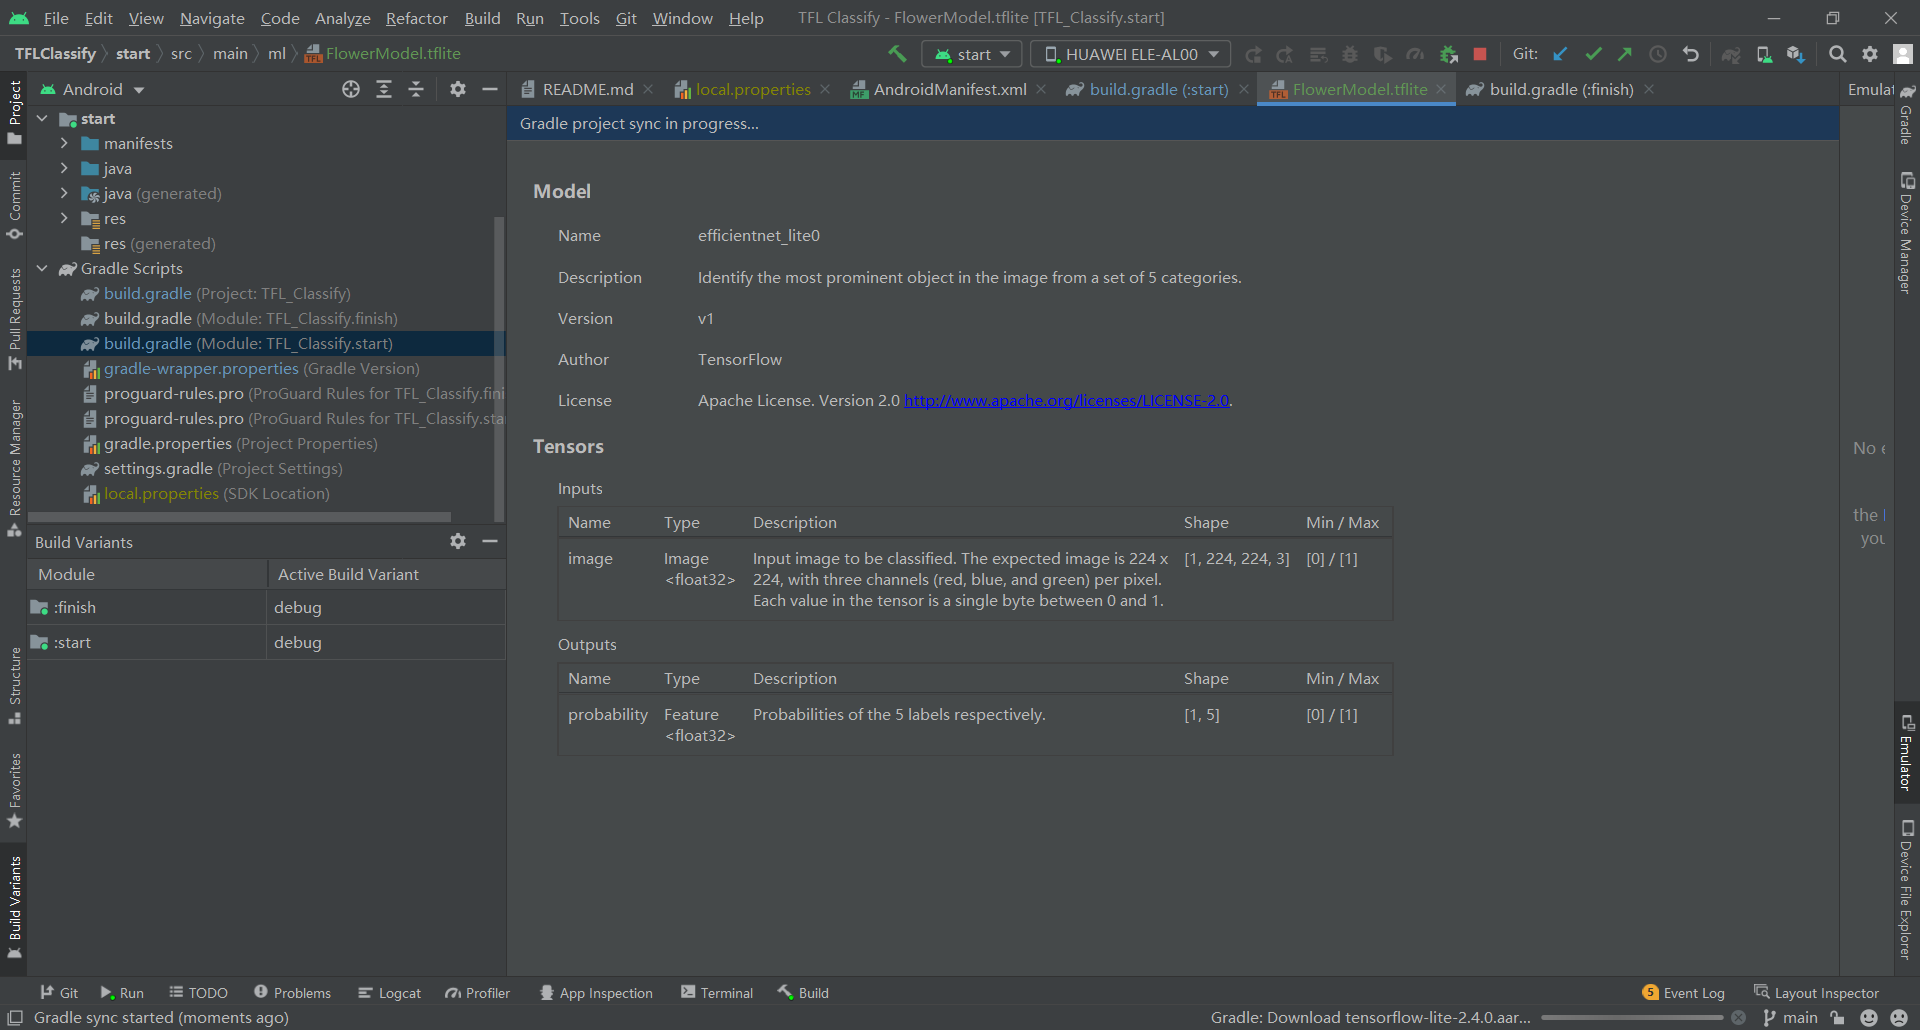 File Edit View Navigate Code Analyze Refactor Build Run Tools Git Window Help TFL Classify - FlowerModel.tflite [TFL_Classify.start]
TFLClassify start src main ml FlowerModel.tflite start HUAWEI ELE-AL00 Git:
Android
README.md local.properties AndroidManifest.xml build.gradle (:start) FlowerModel.tflite build.gradle (:finish) Emulat
Project
Commit
Pull Requests
Resource Manager
Structure
Favorites
Build Variants
start
manifests
java
java (generated)
res
res (generated)
Gradle Scripts
build.gradle (Project: TFL_Classify)
build.gradle (Module: TFL_Classify.finish)
build.gradle (Module: TFL_Classify.start)
gradle-wrapper.properties (Gradle Version)
proguard-rules.pro (ProGuard Rules for TFL_Classify.fini
proguard-rules.pro (ProGuard Rules for TFL_Classify.sta
gradle.properties (Project Properties)
settings.gradle (Project Settings)
local.properties (SDK Location)
Build Variants
Module Active Build Variant
:finish debug
:start debug
Gradle project sync in progress...
Model
Name efficientnet_lite0
Description Identify the most prominent object in the image from a set of 5 categories.
Version v1
Author TensorFlow
License Apache License. Version 2.0 http://www.apache.org/licenses/LICENSE-2.0.
Tensors
Inputs
Name Type Description Shape Min / Max
image Image Input image to be classified. The expected image is 224 x [1, 224, 224, 3] [0] / [1]
<float32> 224, with three channels (red, blue, and green) per pixel.
Each value in the tensor is a single byte between 0 and 1.
Outputs
Name Type Description Shape Min / Max
probability Feature Probabilities of the 5 labels respectively. [1, 5] [0] / [1]
<float32>
No
the
you
Gradle
Device Manager
Emulator
Device File Explorer
Git Run TODO Problems Logcat Profiler App Inspection Terminal Build 5 Event Log Layout Inspector
Gradle sync started (moments ago) Gradle: Download tensorflow-lite-2.4.0.aar... main